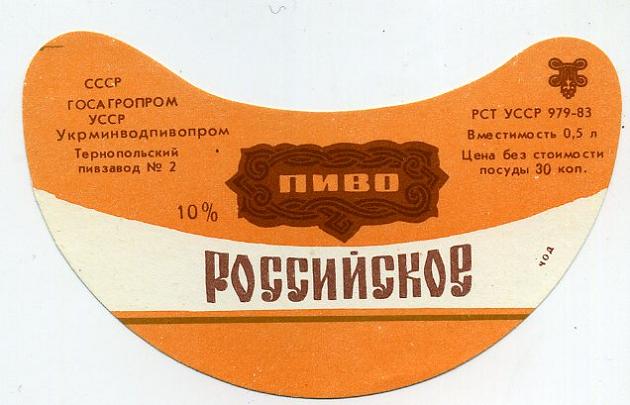 СССР
ГОСАГРОПРОМ
УССР
Укрминводпивопром
Тернопольский
пивзавод № 2
10%
ПИВО
РОССИЙСКОЕ
РСТ УССР 979-83
Вместимость 0,5 л
Цена без стоимости
посуды 30 коп.
ЧОД